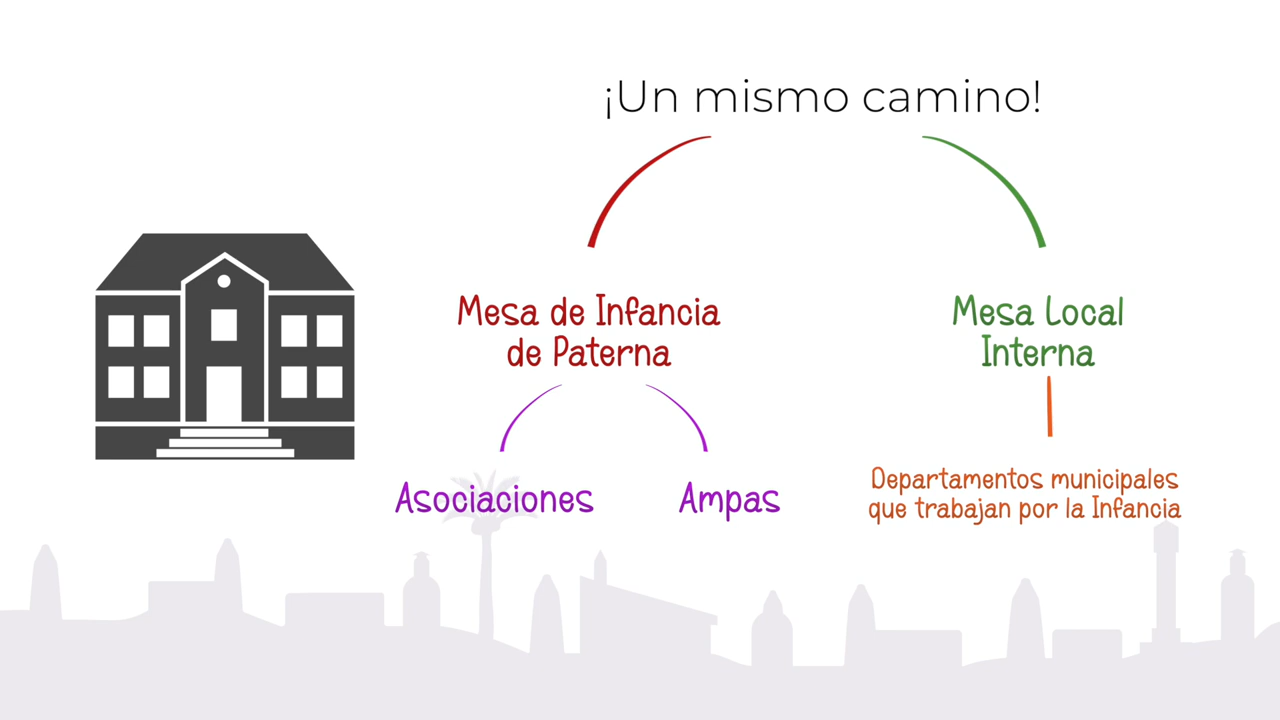 ¡Un mismo camino!
Mesa de Infancia
de Paterna
Mesa Local
Interna
Asociaciones
Ampas
Departamentos municipales
que trabajan por la Infancia